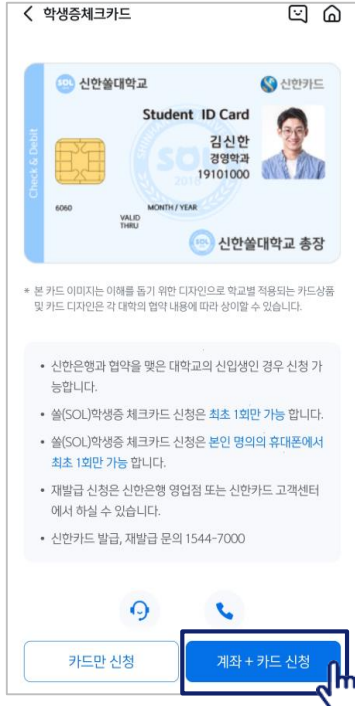 학생증체크카드
신한쏠대학교
신한카드
Student ID Card
김신한
경영학과
19101000
Check & Debit
SOL
2018
6060
MONTH / YEAR
VALID
THRU
신한쏠대학교 총장
* 본 카드 이미지는 이해를 돕기 위한 디자인으로 학교별 적용되는 카드상품
및 카드 디자인은 각 대학의 협약 내용에 따라 상이할 수 있습니다.
• 신한은행과 협약을 맺은 대학교의 신입생인 경우 신청 가
능합니다.
• 쏠(SOL)학생증 체크카드 신청은 최초 1회만 가능 합니다.
• 쏠(SOL)학생증 체크카드 신청은 본인 명의의 휴대폰에서
최초 1회만 가능 합니다.
• 재발급 신청은 신한은행 영업점 또는 신한카드 고객센터
에서 하실 수 있습니다.
• 신한카드 발급, 재발급 문의 1544-7000
카드만 신청
계좌 + 카드 신청